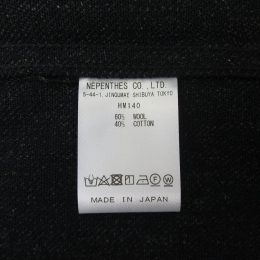 NEPENTHES CO.,LTD.
5-44-1 JINGUMAE SHIBUYA TOKYO
HM140
60% WOOL
40% COTTON
MADE IN JAPAN